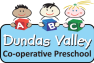 A B C
Dundas Valley
Co-operative Preschool